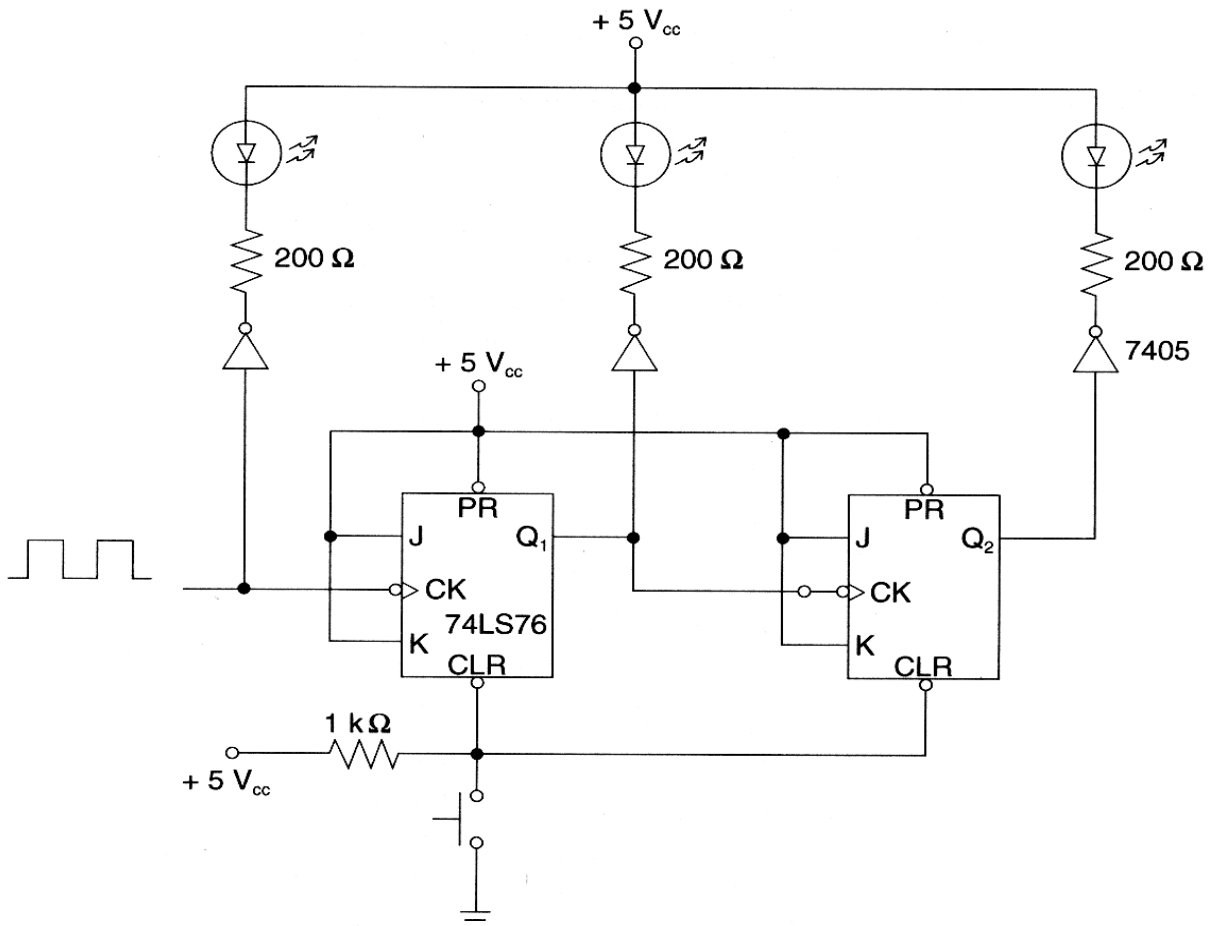 + 5 Vcc
200 Ω
200 Ω
200 Ω
7405
+ 5 Vcc
PR
J
Q1
CK
74LS76
K
CLR
PR
J
Q2
CK
K
CLR
1 kΩ
+ 5 Vcc